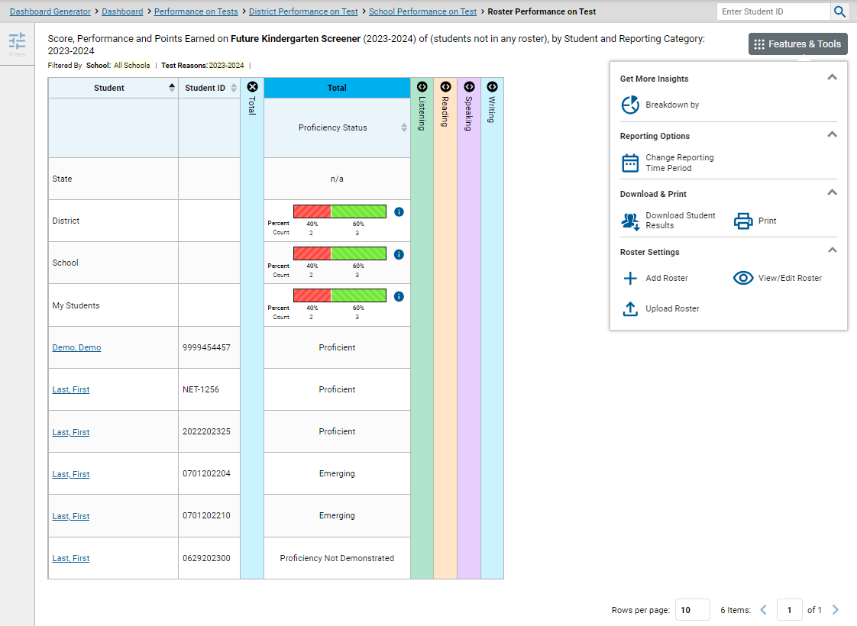 Dashboard Generator > Dashboard > Performance on Tests > District Performance on Test > School Performance on Test > Roster Performance on Test
Enter Student ID
Score, Performance and Points Earned on Future Kindergarten Screener (2023-2024) of (students not in any roster), by Student and Reporting Category:
2023-2024
Filtered By School: All Schools | Test Reasons: 2023-2024 |
Features & Tools
Student Student ID Total Total Listening Reading Speaking Writing
Proficiency Status
State n/a
District
Percent 40% 60%
Count 2 3
School
Percent 40% 60%
Count 2 3
My Students
Percent 40% 60%
Count 2 3
Demo, Demo 9999454457 Proficient
Last, First NET-1256 Proficient
Last, First 2022202325 Proficient
Last, First 0701202204 Emerging
Last, First 0701202210 Emerging
Last, First 0629202300 Proficiency Not Demonstrated
Get More Insights
Breakdown by
Reporting Options
Change Reporting
Time Period
Download & Print
Download Student
Results
Print
Roster Settings
Add Roster View/Edit Roster
Upload Roster
Rows per page: 10 6 Items: 1 of 1